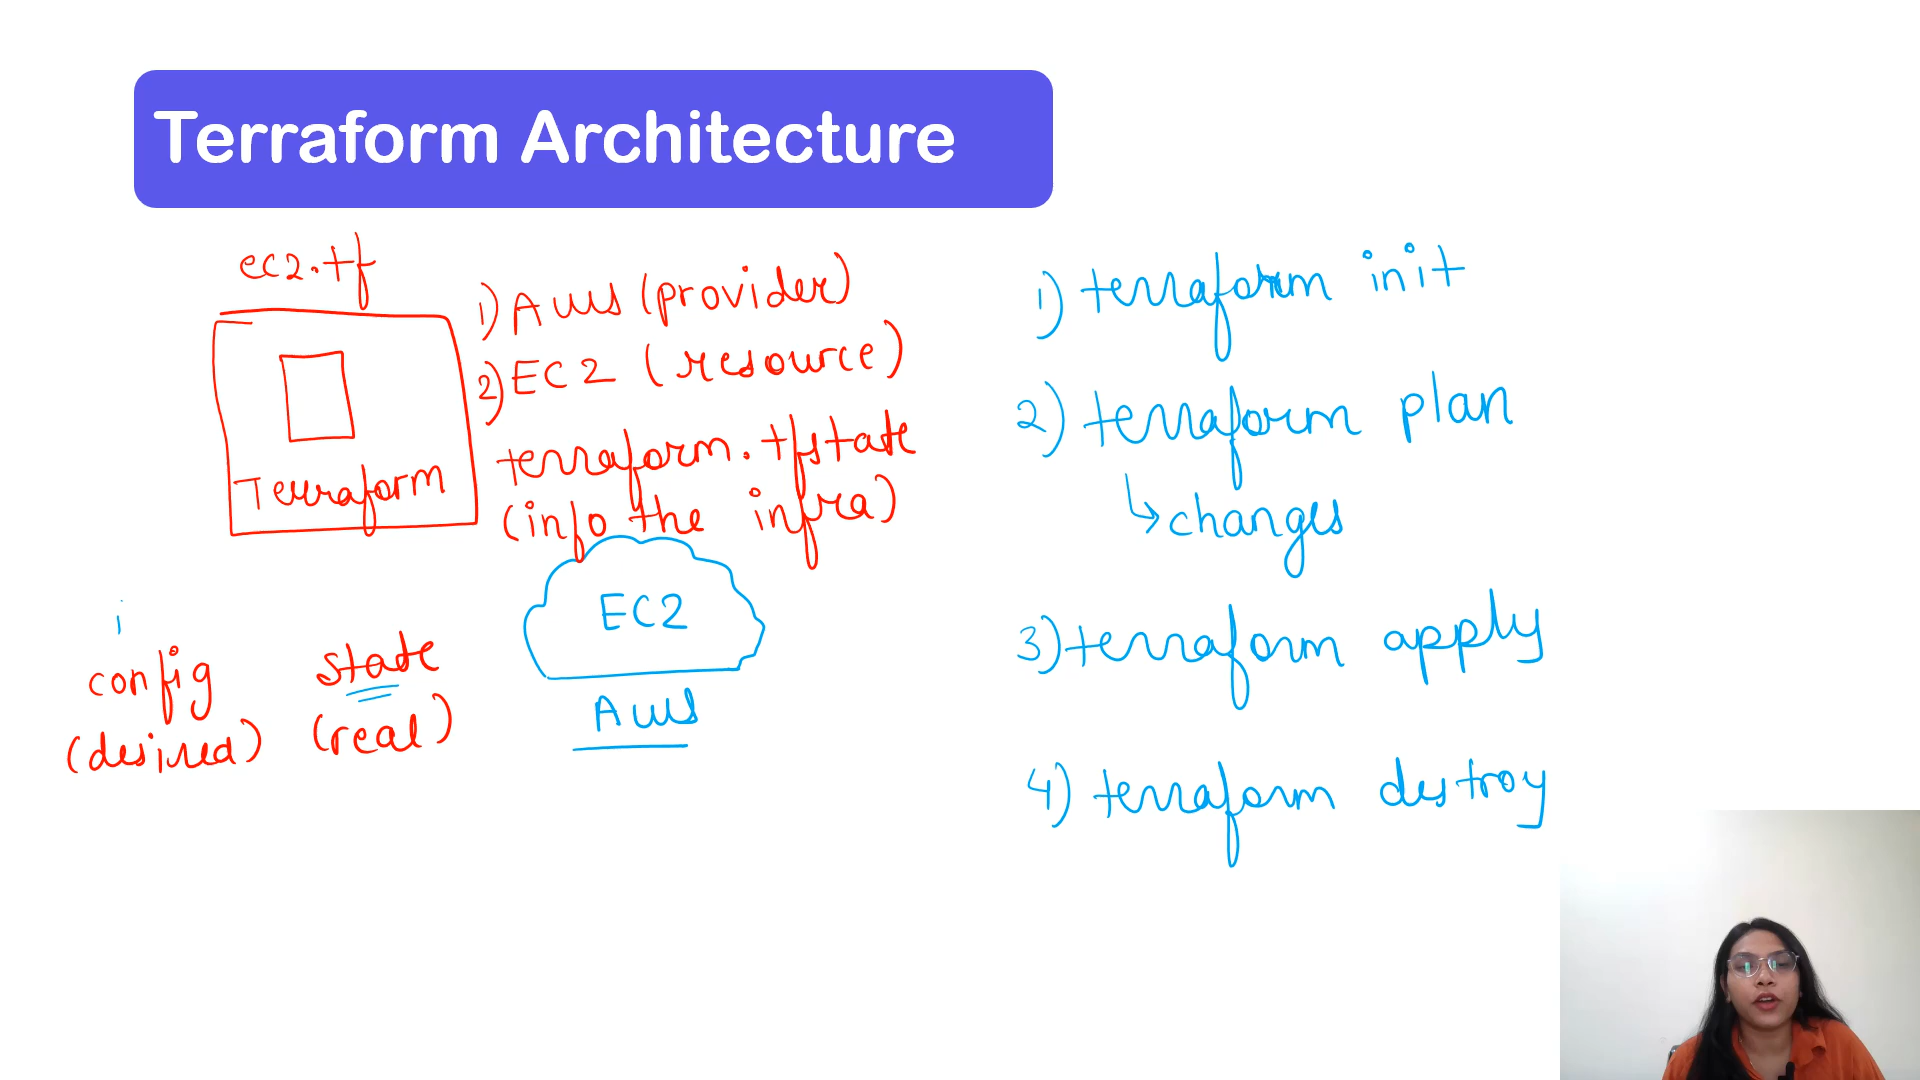 Terraform Architecture
ec2.tf
Terraform
1) AWS (provider)
2) EC2 (resource)
terraform.tfstate
(info the infra)
EC2
AWS
i
config
(desired)
state
(real)
1) terraform init
2) terraform plan
↳ changes
3) terraform apply
4) terraform destroy